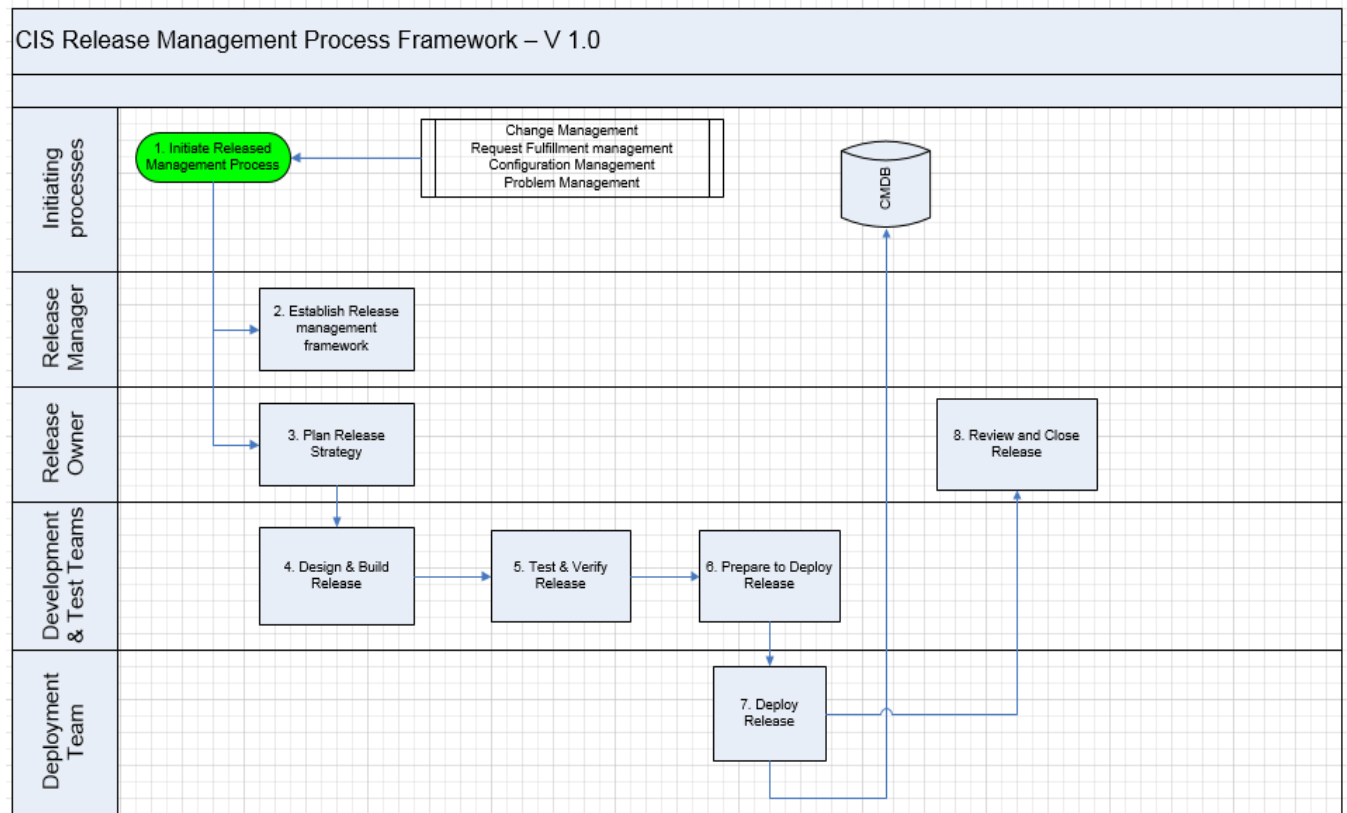 CIS Release Management Process Framework – V 1.0
Initiating
processes
1. Initiate Released
Management Process
Change Management
Request Fulfillment management
Configuration Management
Problem Management
CMDB
Release
Manager
2. Establish Release
management
framework
Release
Owner
3. Plan Release
Strategy
8. Review and Close
Release
Development
& Test Teams
4. Design & Build
Release
5. Test & Verify
Release
6. Prepare to Deploy
Release
Deployment
Team
7. Deploy
Release